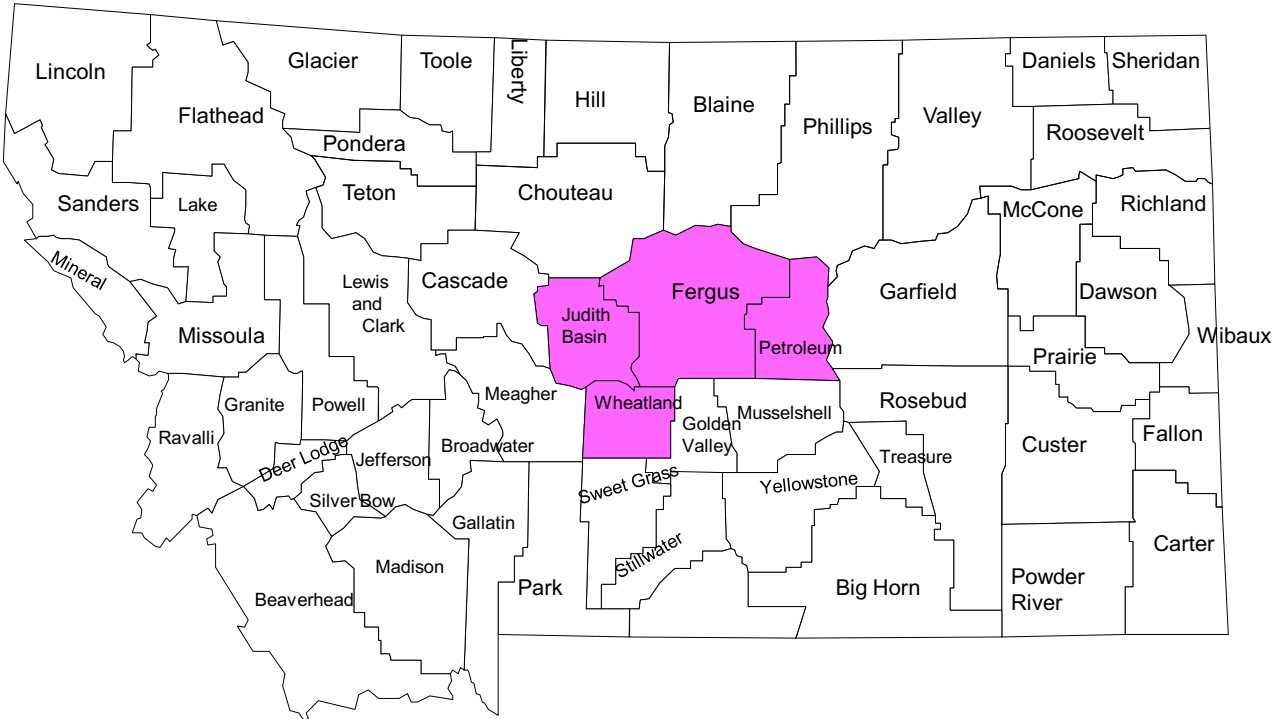 Lincoln
Flathead
Glacier
Toole
Liberty
Hill
Blaine
Phillips
Valley
Daniels
Sheridan
Roosevelt
Pondera
Teton
Chouteau
Sanders
Lake
McCone
Richland
Mineral
Lewis
and
Clark
Cascade
Judith
Basin
Fergus
Petroleum
Garfield
Dawson
Wibaux
Missoula
Prairie
Meagher
Wheatland
Golden
Valley
Musselshell
Rosebud
Granite
Powell
Ravalli
Deer Lodge
Jefferson
Broadwater
Treasure
Custer
Fallon
Silver Bow
Gallatin
Sweet Grass
Yellowstone
Stillwater
Madison
Beaverhead
Park
Big Horn
Powder
River
Carter